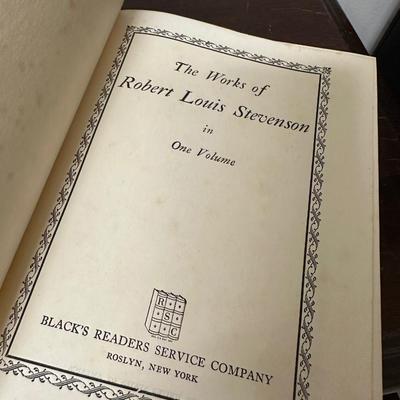 The Works of
Robert Louis Stevenson
in
One Volume
R
S
C
BLACK'S READERS SERVICE COMPANY
ROSLYN, NEW YORK